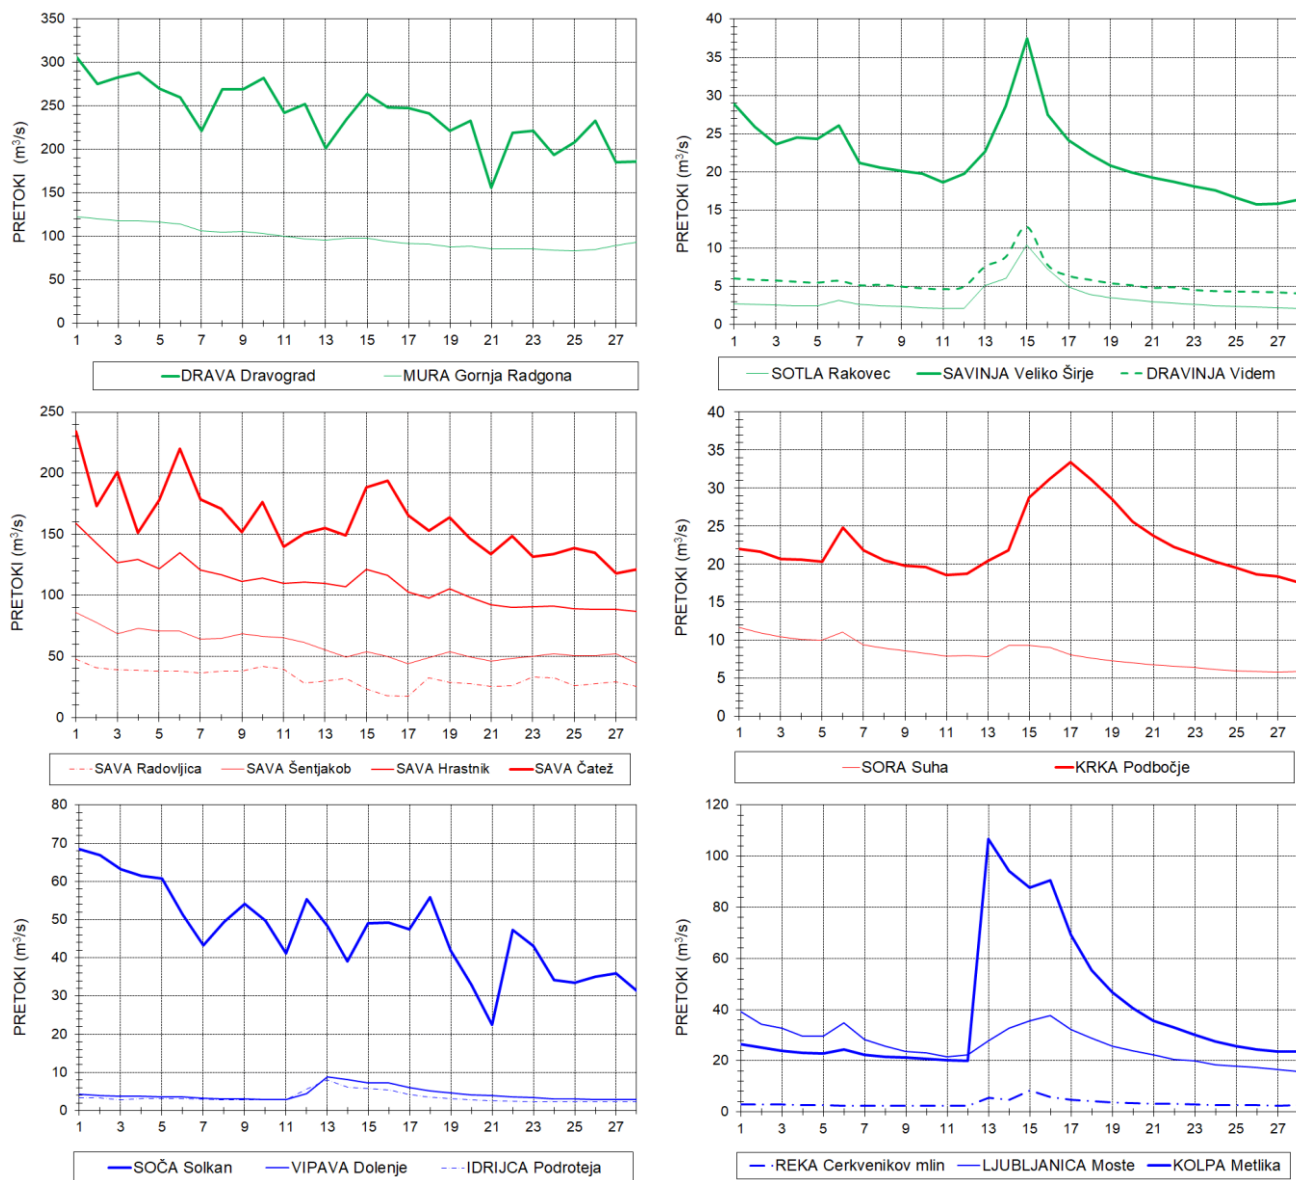 PRETOKI (m³/s)
350
300
250
200
150
100
50
0
1 3 5 7 9 11 13 15 17 19 21 23 25 27
DRAVA Dravograd MURA Gornja Radgona
PRETOKI (m³/s)
40
35
30
25
20
15
10
5
0
1 3 5 7 9 11 13 15 17 19 21 23 25 27
SOTLA Rakovec SAVINJA Veliko Širje DRAVINJA Videm
PRETOKI (m³/s)
250
200
150
100
50
0
1 3 5 7 9 11 13 15 17 19 21 23 25 27
SAVA Radovljica SAVA Šentjakob SAVA Hrastnik SAVA Čatež
PRETOKI (m³/s)
40
35
30
25
20
15
10
5
0
1 3 5 7 9 11 13 15 17 19 21 23 25 27
SORA Suha KRKA Podbočje
PRETOKI (m³/s)
80
70
60
50
40
30
20
10
0
1 3 5 7 9 11 13 15 17 19 21 23 25 27
SOČA Solkan VIPAVA Dolenje IDRIJCA Podroteja
PRETOKI (m³/s)
120
100
80
60
40
20
0
1 3 5 7 9 11 13 15 17 19 21 23 25 27
REKA Cerkvenikov mlin LJUBLJANICA Moste KOLPA Metlika